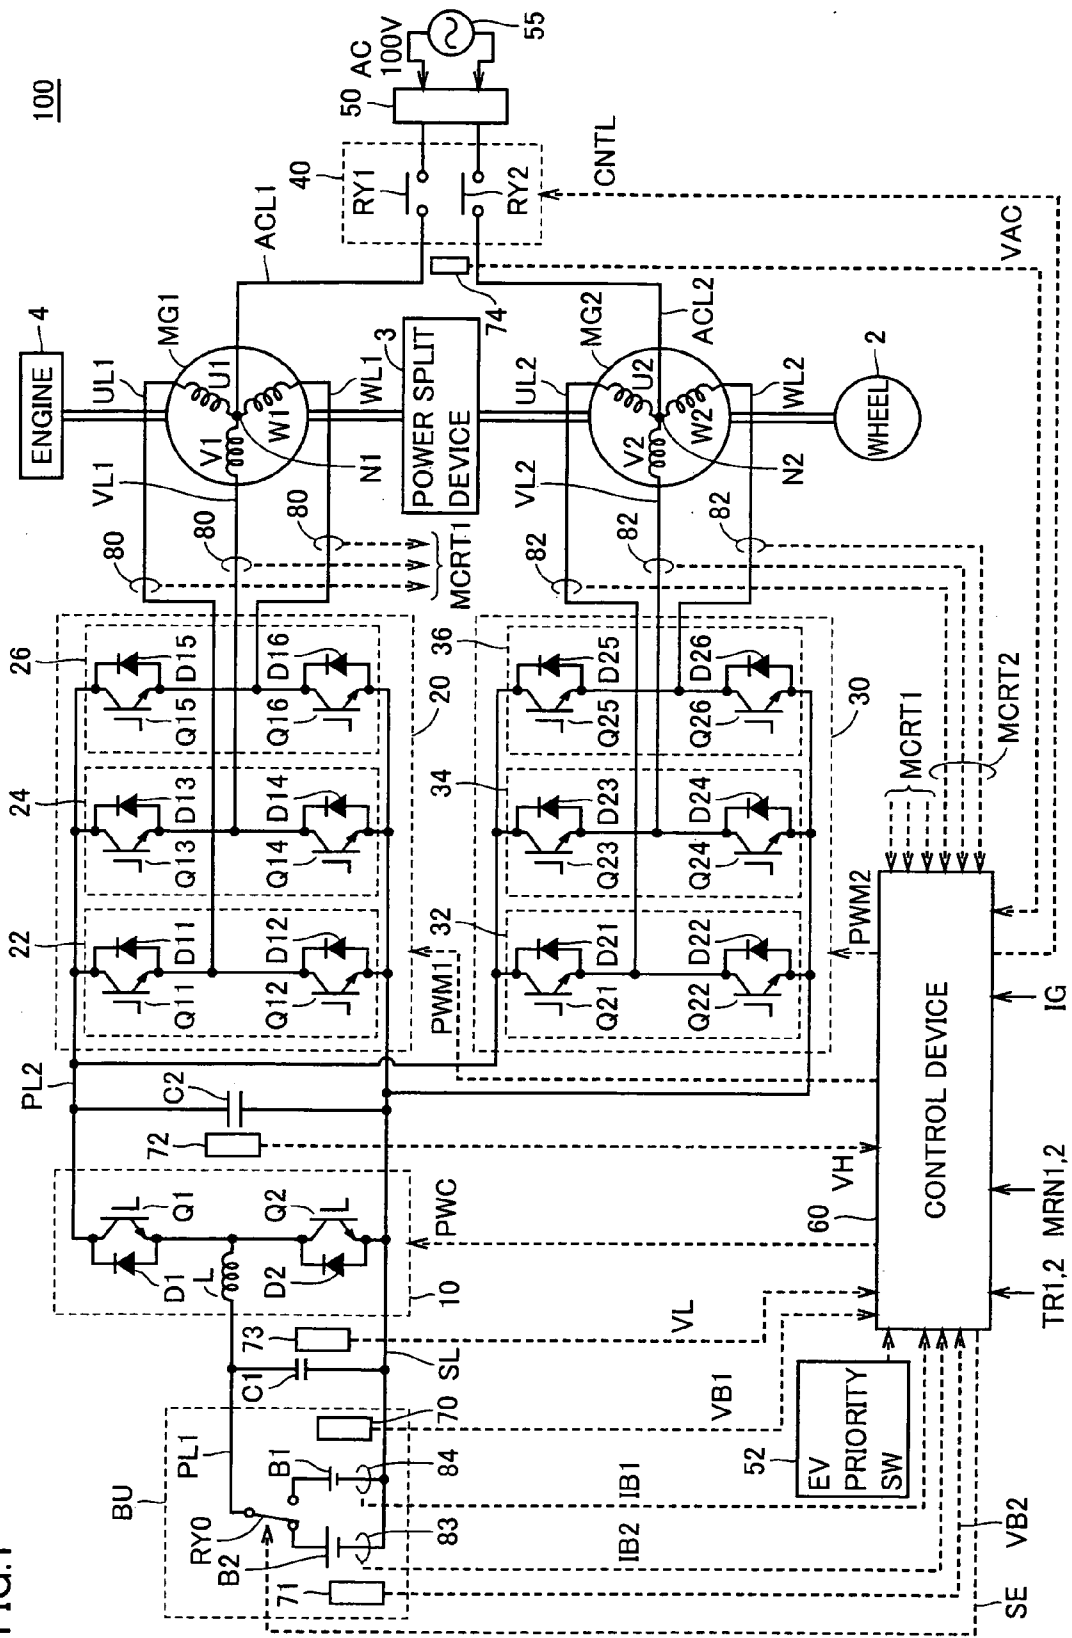 100
ENGINE
4
UL1
MG1
U1
V1
W1
VL1
N1
WL1
ACL1
40
RY1
RY2
50
AC
100V
55
CNTL
VAC
74
3
POWER SPLIT
DEVICE
MG2
ACL2
UL2
U2
V2
W2
VL2
N2
WL2
WHEEL
2
80
80
80
MCRT1
82
82
82
26
D15
Q15
D16
Q16
24
D13
Q13
D14
Q14
22
D11
Q11
D12
Q12
20
36
D25
Q25
D26
Q26
34
D23
Q23
D24
Q24
32
D21
Q21
D22
Q22
30
PWM1
PWM2
MCRT1
MCRT2
PL2
C2
72
VH
Q1
D1
Q2
D2
L
10
PWC
73
C1
SL
VL
BU
PL1
RY0
B1
B2
70
71
84
83
VB1
IB1
IB2
VB2
SE
52
EV
PRIORITY
SW
60
CONTROL DEVICE
IG
MRN1,2
TR1,2